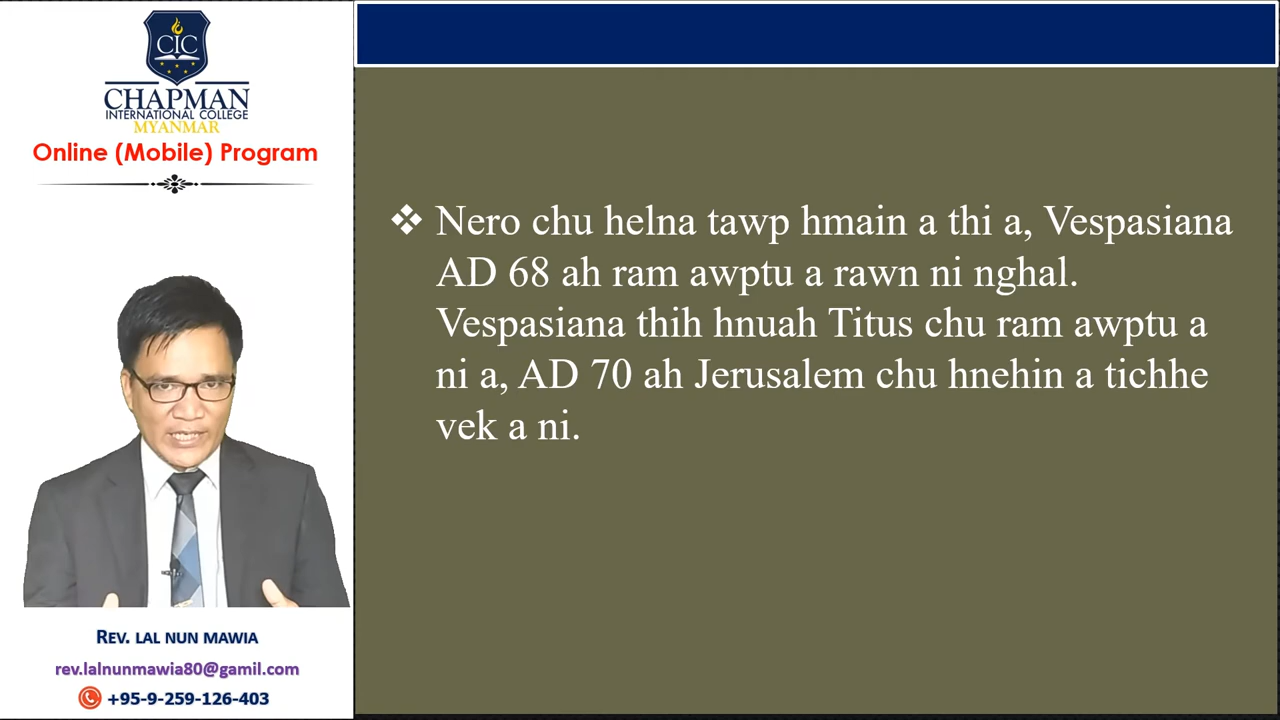 CIC
CHAPMAN
INTERNATIONAL COLLEGE
MYANMAR
Online (Mobile) Program
REV. LAL NUN MAWIA
rev.lalnunmawia80@gamil.com
+95-9-259-126-403
❖ Nero chu helna tawp hmain a thi a, Vespasiana
AD 68 ah ram awptu a rawn ni nghal.
Vespasiana thih hnuah Titus chu ram awptu a
ni a, AD 70 ah Jerusalem chu hnehin a tichhe
vek a ni.